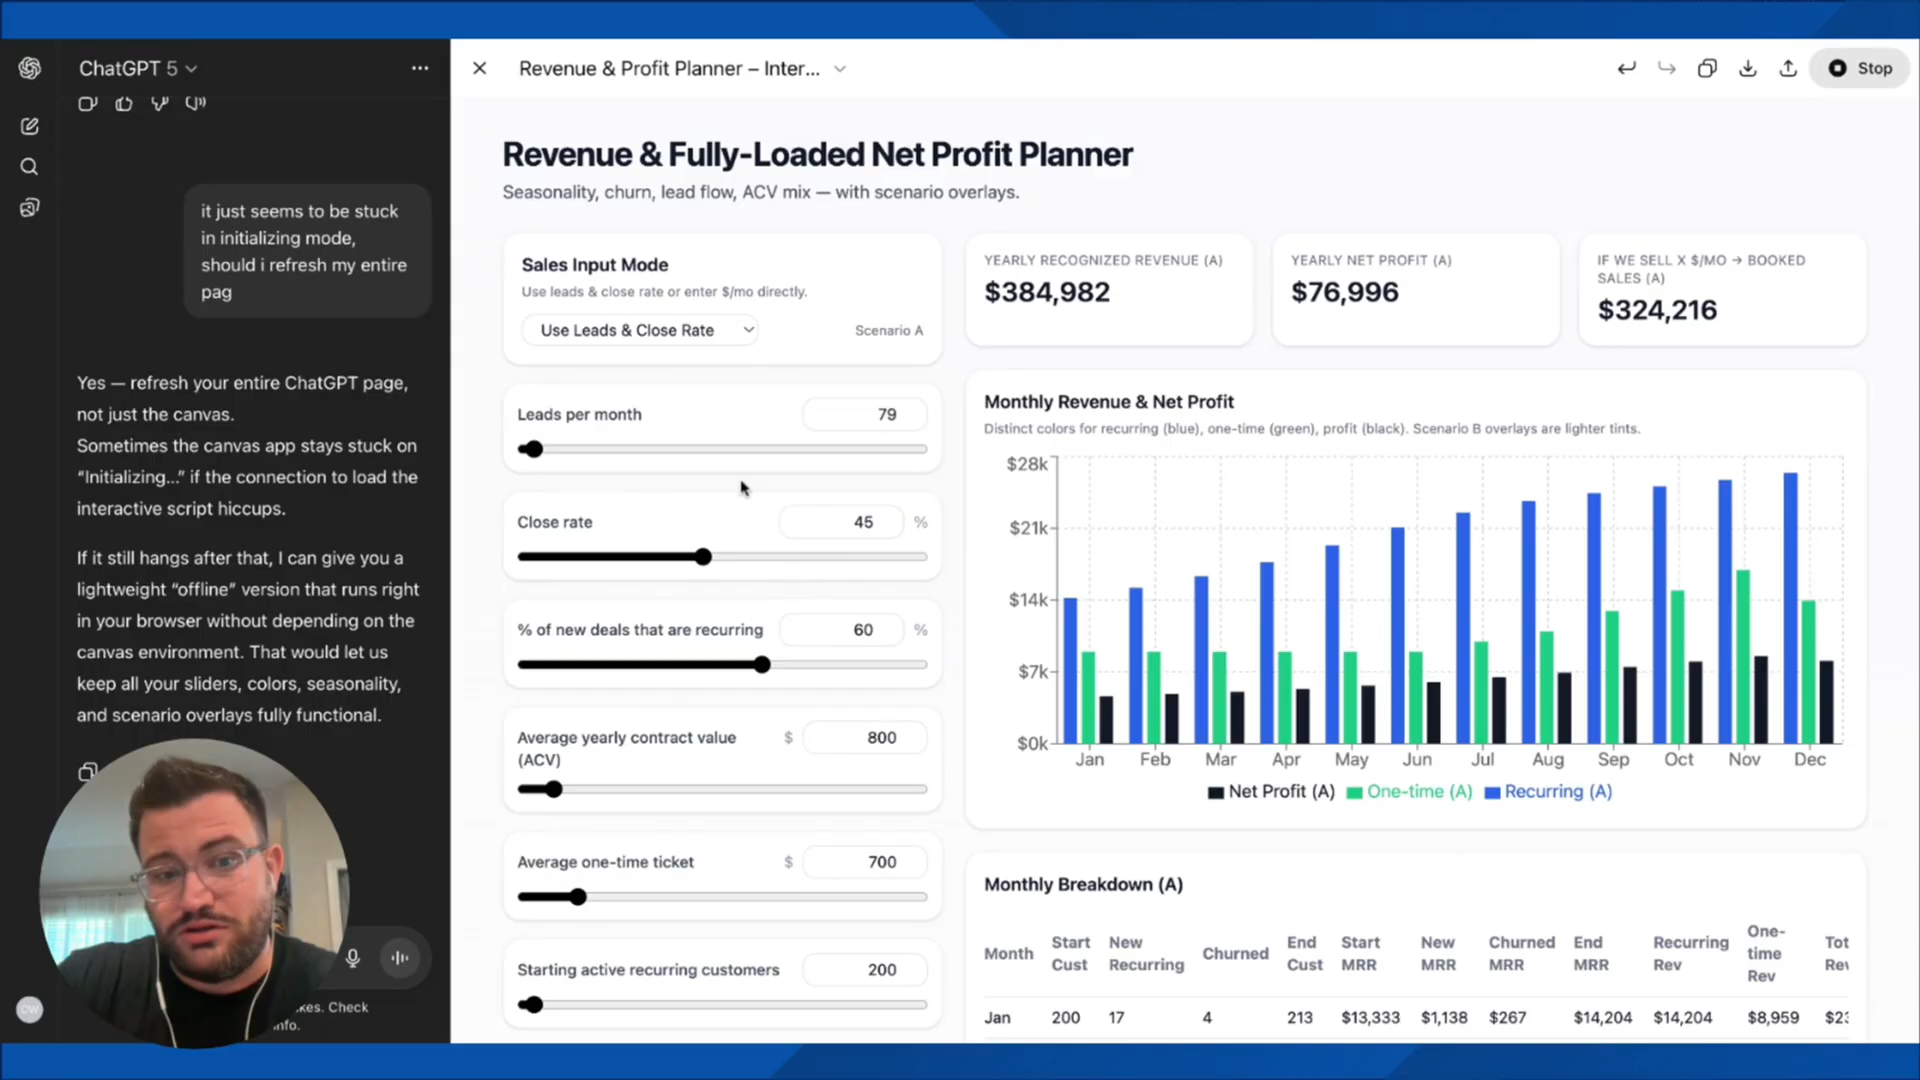 ChatGPT 5
it just seems to be stuck
in initializing mode,
should i refresh my entire
pag
Yes — refresh your entire ChatGPT page,
not just the canvas.
Sometimes the canvas app stays stuck on
“Initializing...” if the connection to load the
interactive script hiccups.
If it still hangs after that, I can give you a
lightweight “offline” version that runs right
in your browser without depending on the
canvas environment. That would let us
keep all your sliders, colors, seasonality,
and scenario overlays fully functional.
Check
Revenue & Profit Planner – Inter...
Stop
Revenue & Fully-Loaded Net Profit Planner
Seasonality, churn, lead flow, ACV mix — with scenario overlays.
Sales Input Mode
Use leads & close rate or enter $/mo directly.
Use Leads & Close Rate
Scenario A
Leads per month 79
Close rate 45 %
% of new deals that are recurring 60 %
Average yearly contract value
(ACV)
$ 800
Average one-time ticket $ 700
Starting active recurring customers 200
YEARLY RECOGNIZED REVENUE (A)
$384,982
YEARLY NET PROFIT (A)
$76,996
IF WE SELL X $/MO → BOOKED
SALES (A)
$324,216
Monthly Revenue & Net Profit
Distinct colors for recurring (blue), one-time (green), profit (black). Scenario B overlays are lighter tints.
$28k
$21k
$14k
$7k
$0k
Jan Feb Mar Apr May Jun Jul Aug Sep Oct Nov Dec
Net Profit (A) One-time (A) Recurring (A)
Monthly Breakdown (A)
Month
Start
Cust
New
Recurring
Churned
End
Cust
Start
MRR
New
MRR
Churned
MRR
End
MRR
Recurring
Rev
One-
time
Rev
Jan 200 17 4 213 $13,333 $1,138 $267 $14,204 $14,204 $8,959